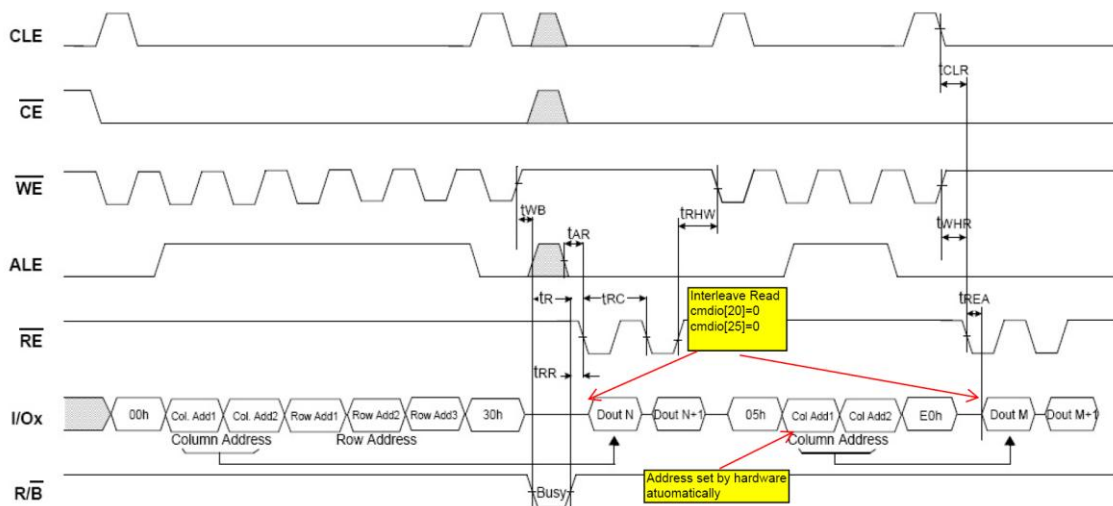 CLE
tCLR
CE
WE
tWB
tRHW
tWHR
tAR
ALE
tR
tRC
Interleave Read
cmdio[20]=0
cmdio[25]=0
tREA
RE
tRR
I/Ox
00h
Col. Add1
Col. Add2
Row Add1
Row Add2
Row Add3
30h
Dout N
Dout N+1
05h
Col Add1
Col Add2
E0h
Dout M
Dout M+1
Column Address
Row Address
Column Address
Address set by hardware
atuomatically
R/B
Busy